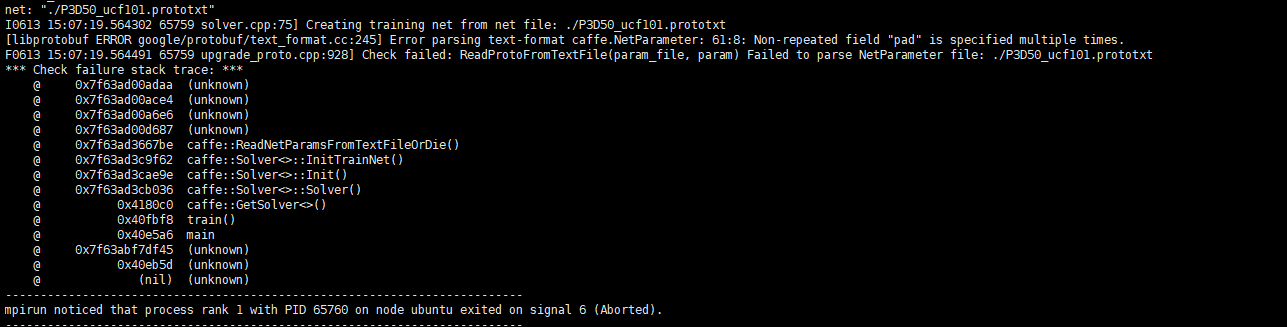 net: "./P3D50_ucf101.prototxt"
I0613 15:07:19.564302 65759 solver.cpp:75] Creating training net from net file: ./P3D50_ucf101.prototxt
[libprotobuf ERROR google/protobuf/text_format.cc:245] Error parsing text-format caffe.NetParameter: 61:8: Non-repeated field "pad" is specified multiple times.
F0613 15:07:19.564491 65759 upgrade_proto.cpp:928] Check failed: ReadProtoFromTextFile(param_file, param) Failed to parse NetParameter file: ./P3D50_ucf101.prototxt
*** Check failure stack trace: ***
@ 0x7f63ad00adaa (unknown)
@ 0x7f63ad00ace4 (unknown)
@ 0x7f63ad00a6e6 (unknown)
@ 0x7f63ad00d687 (unknown)
@ 0x7f63ad3667be caffe::ReadNetParamsFromTextFileOrDie()
@ 0x7f63ad3c9f62 caffe::Solver<>::InitTrainNet()
@ 0x7f63ad3cae9e caffe::Solver<>::Init()
@ 0x7f63ad3cb036 caffe::Solver<>::Solver()
@ 0x4180c0 caffe::GetSolver<>()
@ 0x40fbf8 train()
@ 0x40e5a6 main
@ 0x7f63abf7df45 (unknown)
@ 0x40eb5d (unknown)
@ (nil) (unknown)
--------------------------------------------------------------------------
mpirun noticed that process rank 1 with PID 65760 on node ubuntu exited on signal 6 (Aborted).
--------------------------------------------------------------------------